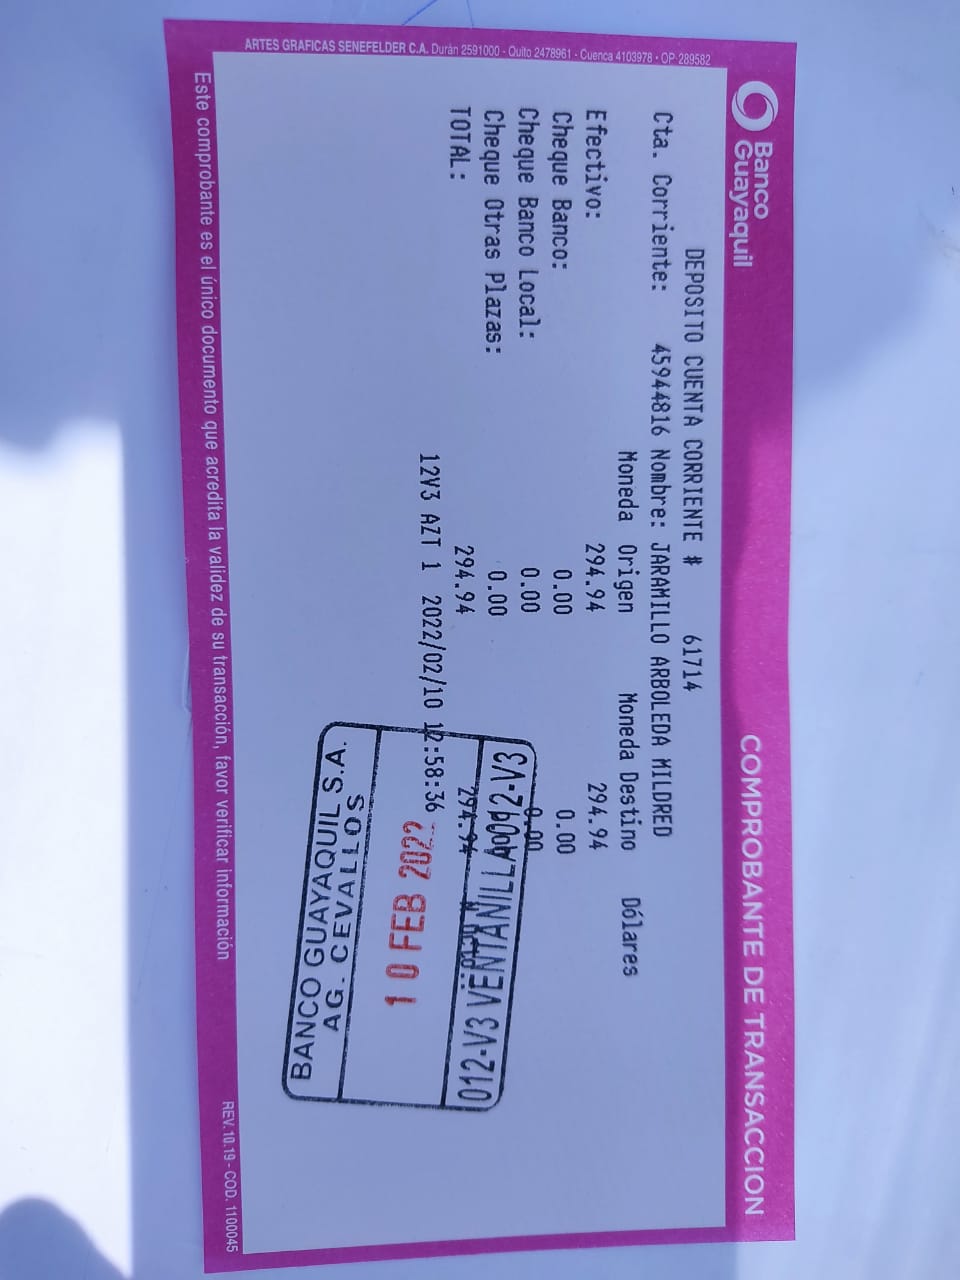 ARTES GRAFICAS SENEFELDER C.A. Durán 2591000 - Quito 2478961 - Cuenca 4103978 • OP-289582
Banco
Guayaquil
COMPROBANTE DE TRANSACCION
DEPOSITO CUENTA CORRIENTE # 61714
Cta. Corriente: 45944816 Nombre: JARAMILLO ARBOLEDA MILDRED
Moneda Origen Moneda Destino Dólares
Efectivo: 294.94 294.94
Cheque Banco: 0.00 0.00
Cheque Banco Local: 0.00 0.00
Cheque Otras Plazas: 0.00
TOTAL: 294.94 294.94
12V3 AZT 1 2022/02/10 12:58:36
012-V3 VENTANILLA
012-V3
10 FEB 2022
AG. CEVALLOS
BANCO GUAYAQUIL S.A.
Este comprobante es el único documento que acredita la validez de su transacción, favor verificar información
REV. 10.19 - COD. 1100045